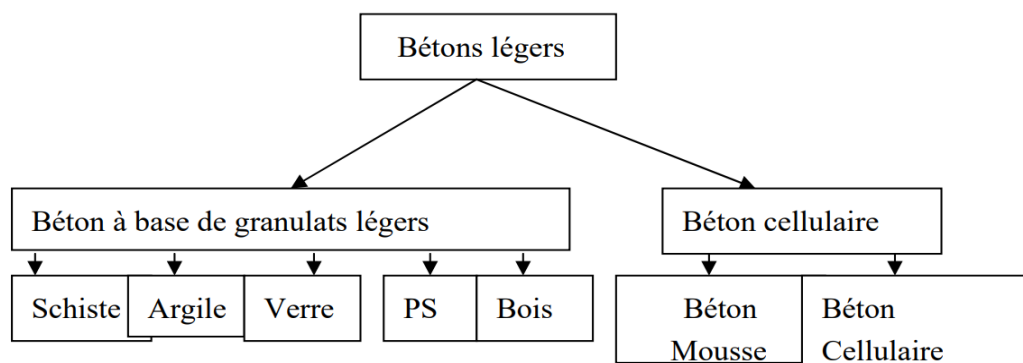 Bétons légers
Béton à base de granulats légers
Béton cellulaire
Schiste
Argile
Verre
PS
Bois
Béton
Mousse
Béton
Cellulaire